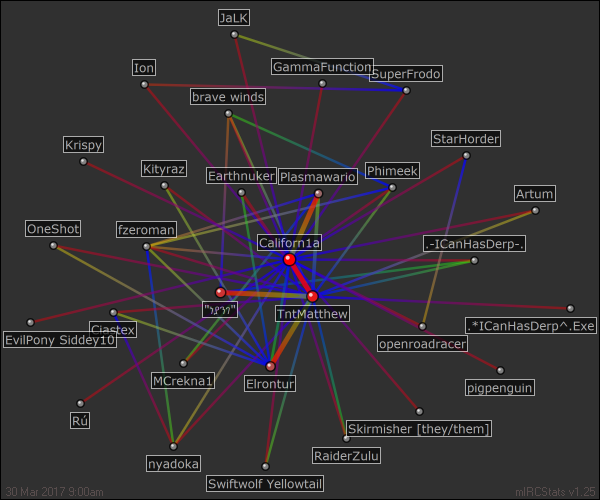 JaLK
Ion
GammaFunction
SuperFrodo
brave winds
Krispy
StarHorder
Kityraz
Earthnuker
Plasmawario
Phimeek
Artum
OneShot
fzeroman
Californ1a
.-ICanHasDerp-.
TntMatthew
EvilPony Siddey10
Ciastex
openroadracer
.*ICanHasDerp^.Exe
MCrekna1
Elrontur
pigpenguin
Rú
Skirmisher [they/them]
nyadoka
RaiderZulu
Swiftwolf Yellowtail
30 Mar 2017 9:00am
mIRCStats v1.25